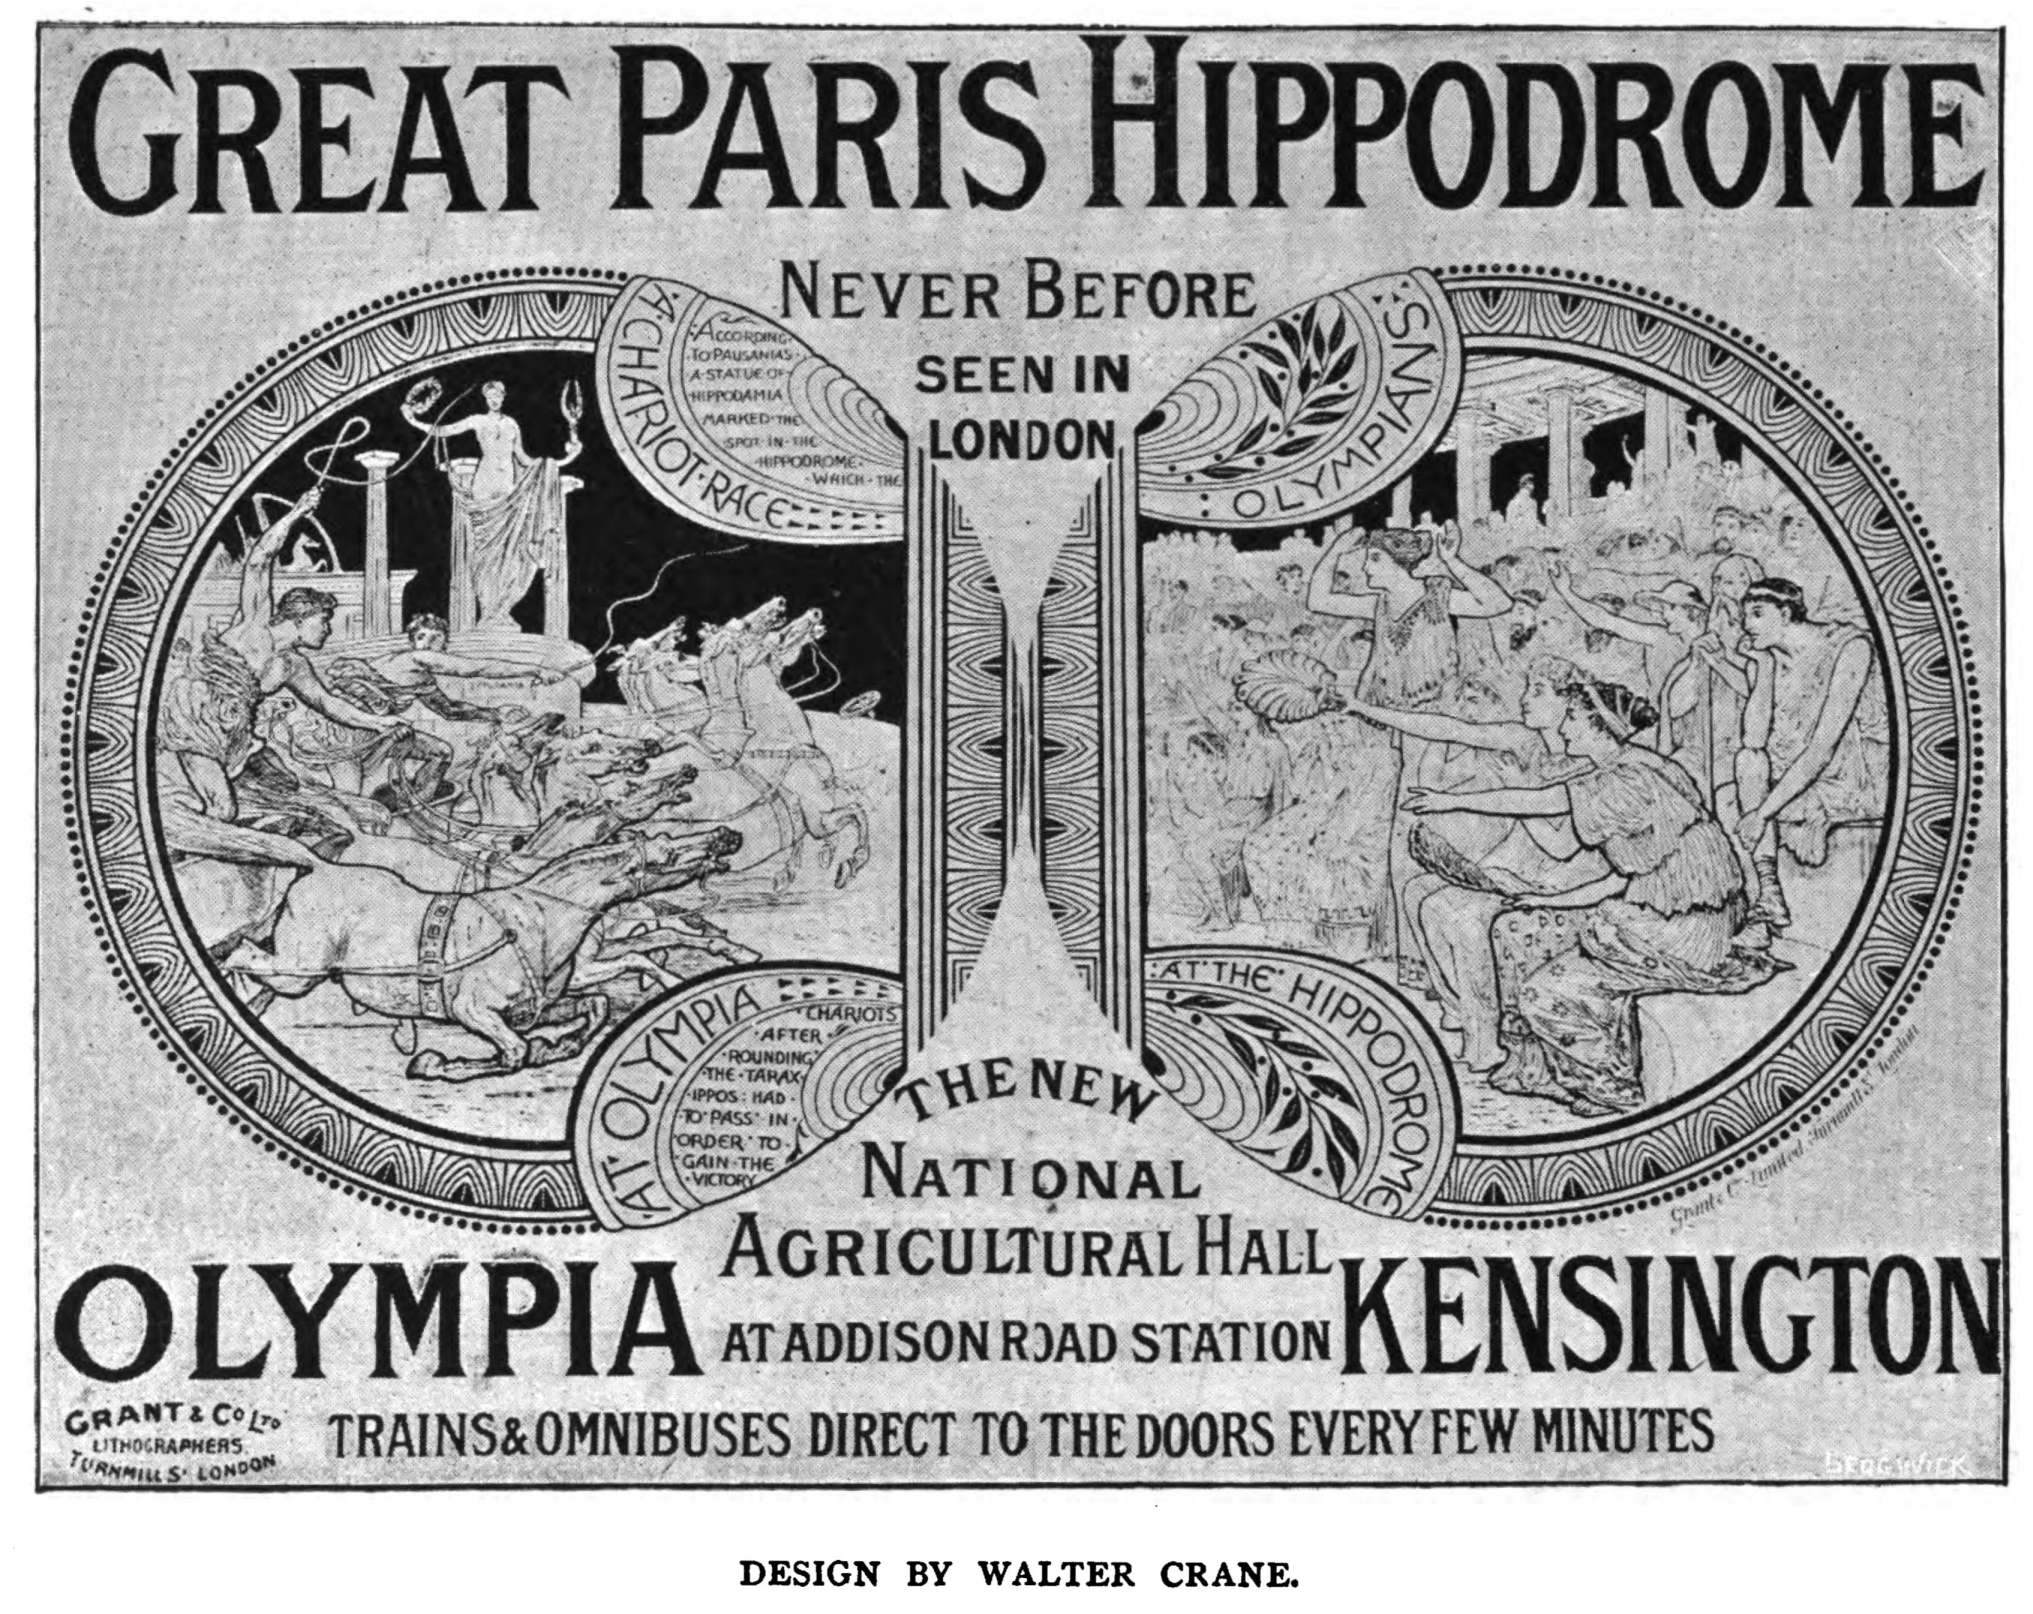 GREAT PARIS HIPPODROME
NEVER BEFORE
SEEN IN
LONDON
A·CHARIOT·RACE
·ACCORDING·
·TO·PAUSANIAS·
·A·STATUE·OF·
·HIPPODAMIA
MARKED·THE
·SPOT·IN·THE
·HIPPODROME·
·WHICH·THE
OLYMPIANS
AT·OLYMPIA
·CHARIOTS
·AFTER·
·ROUNDING·
·THE·TARAX·
·IPPOS: HAD·
·TO·PASS·IN·
·ORDER·TO·
·GAIN·THE
·VICTORY
:AT·THE·HIPPODROME
THE NEW
NATIONAL
AGRICULTURAL HALL
OLYMPIA
AT ADDISON ROAD STATION
KENSINGTON
Grant & Co. Limited. Turnmill St. London
GRANT & CO LTD
LITHOGRAPHERS.
TURNMILL ST LONDON
TRAINS & OMNIBUSES DIRECT TO THE DOORS EVERY FEW MINUTES
DESIGN BY WALTER CRANE.